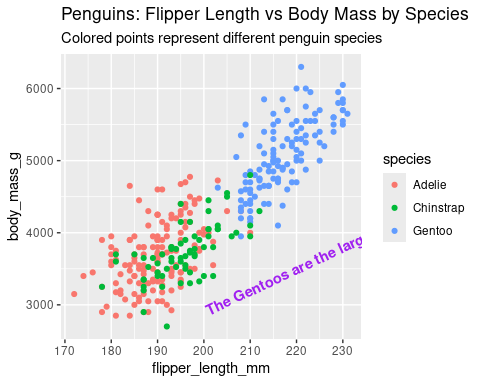 Penguins: Flipper Length vs Body Mass by Species
Colored points represent different penguin species
body_mass_g
6000
5000
4000
3000
The Gentoos are the larg
170
180
190
200
210
220
230
flipper_length_mm
species
Adelie
Chinstrap
Gentoo